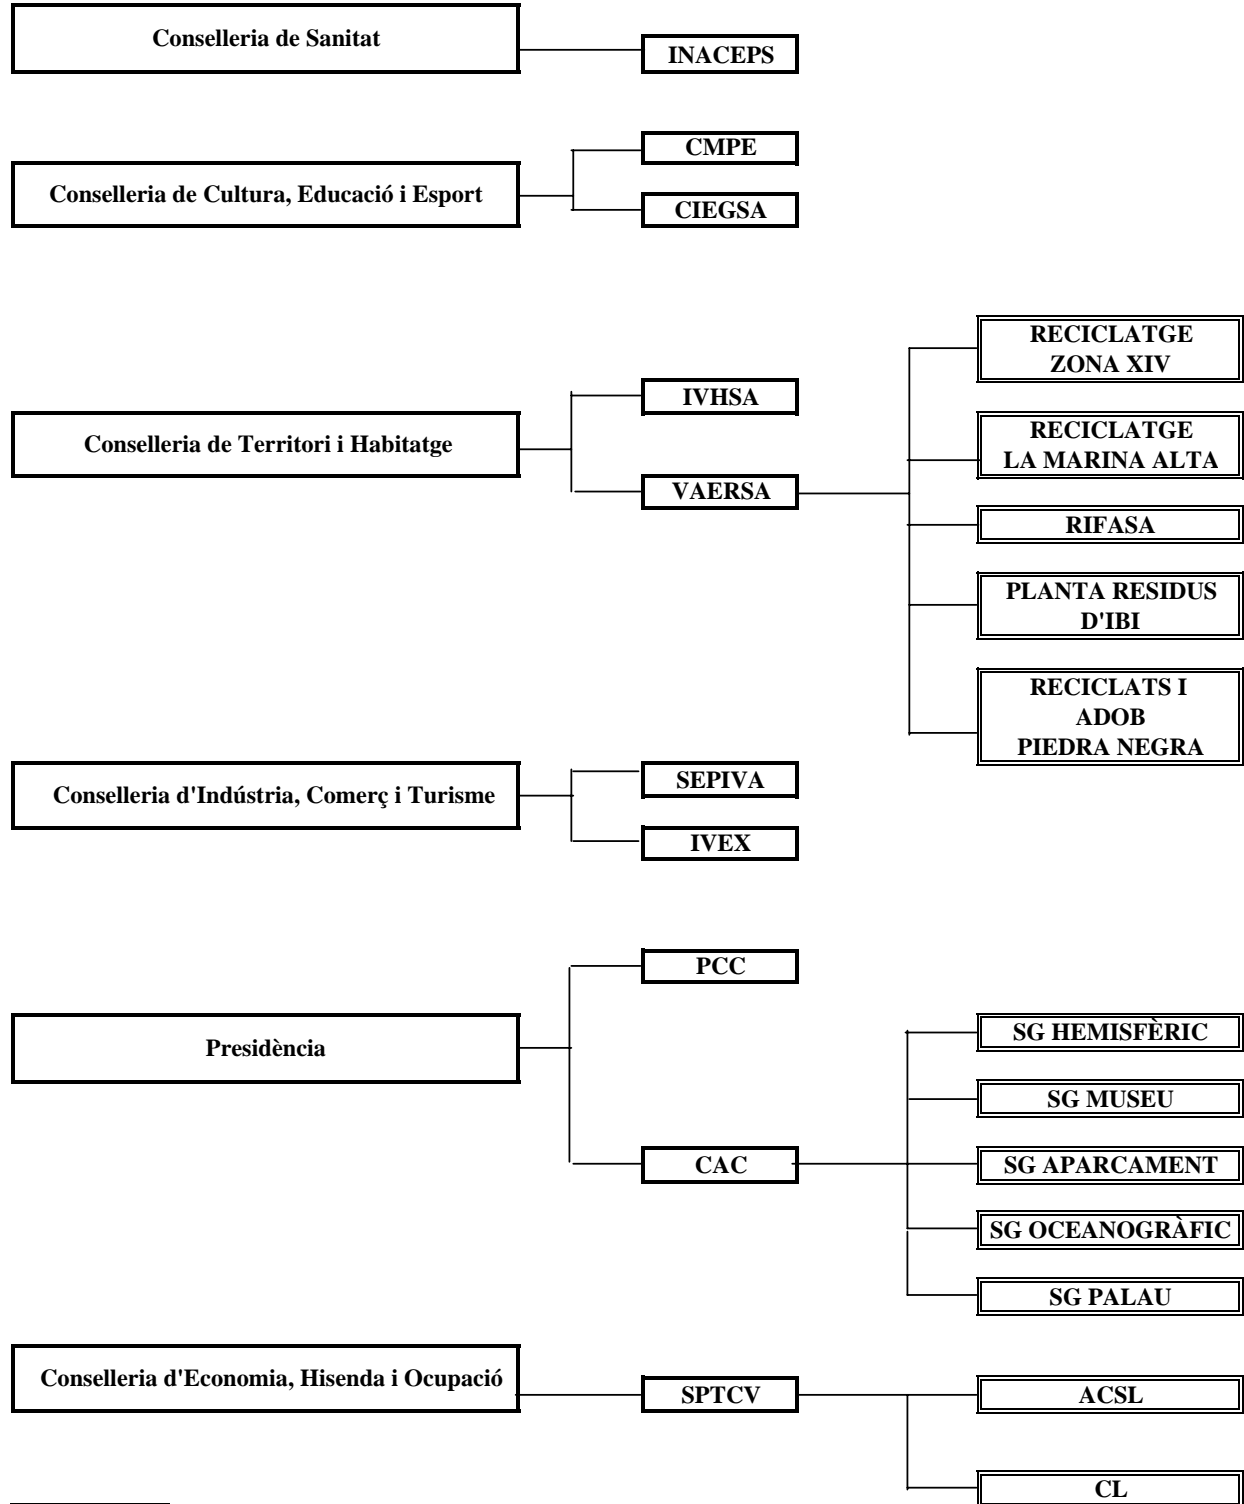 Conselleria de Sanitat
INACEPS
CMPE
Conselleria de Cultura, Educació i Esport
CIEGSA
RECICLATGE
ZONA XIV
IVHSA
Conselleria de Territori i Habitatge
RECICLATGE
LA MARINA ALTA
VAERSA
RIFASA
PLANTA RESIDUS
D'IBI
RECICLATS I
ADOB
PIEDRA NEGRA
SEPIVA
Conselleria d'Indústria, Comerç i Turisme
IVEX
PCC
Presidència
SG HEMISFÈRIC
SG MUSEU
CAC
SG APARCAMENT
SG OCEANOGRÀFIC
SG PALAU
Conselleria d'Economia, Hisenda i Ocupació
SPTCV
ACSL
CL